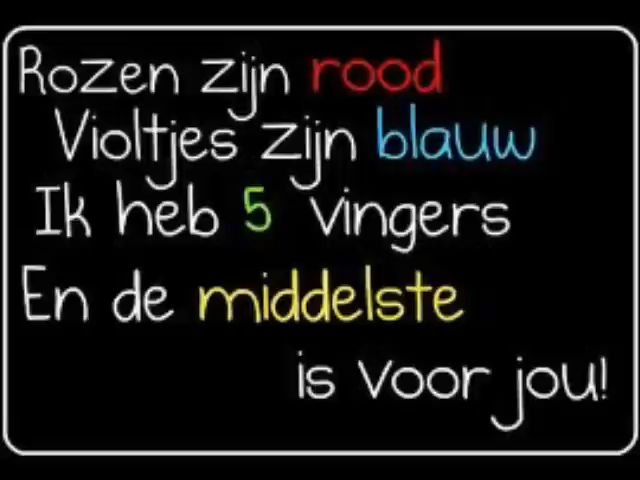 Rozen zijn rood
Violtjes zijn blauw
Ik heb 5 vingers
En de middelste
is voor jou!